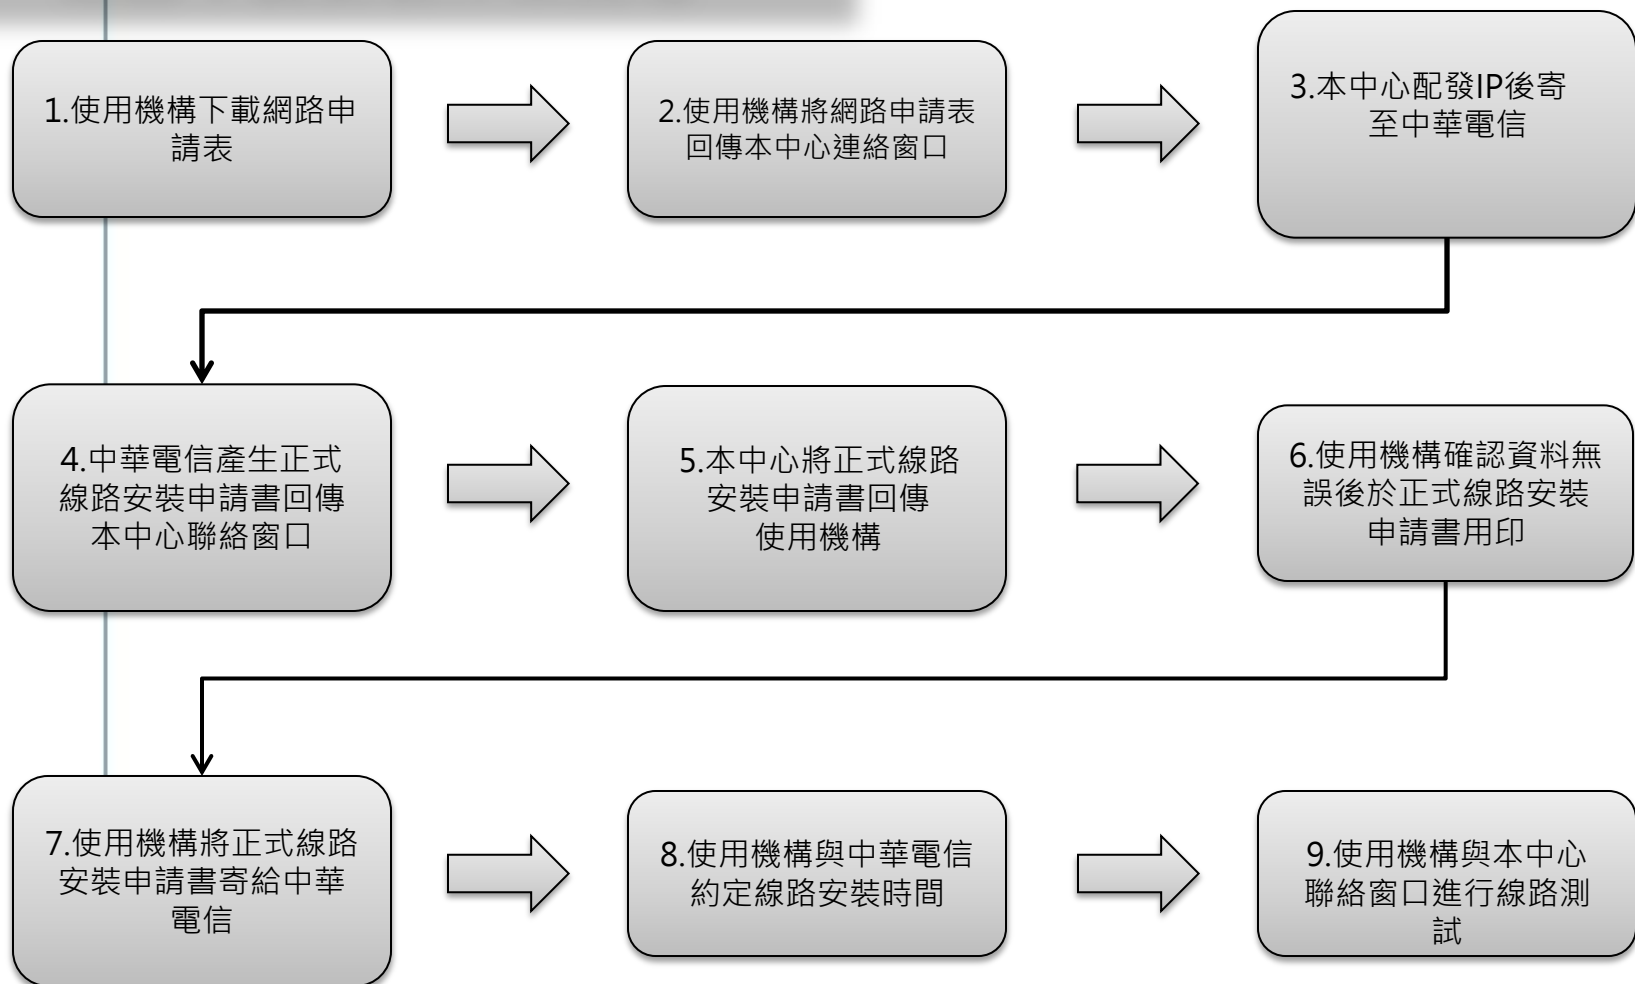 1.使用機構下載網路申
請表
2.使用機構將網路申請表
回傳本中心連絡窗口
3.本中心配發IP後寄
至中華電信
4.中華電信產生正式
線路安裝申請書回傳
本中心聯絡窗口
5.本中心將正式線路
安裝申請書回傳
使用機構
6.使用機構確認資料無
誤後於正式線路安裝
申請書用印
7.使用機構將正式線路
安裝申請書寄給中華
電信
8.使用機構與中華電信
約定線路安裝時間
9.使用機構與本中心
聯絡窗口進行線路測
試